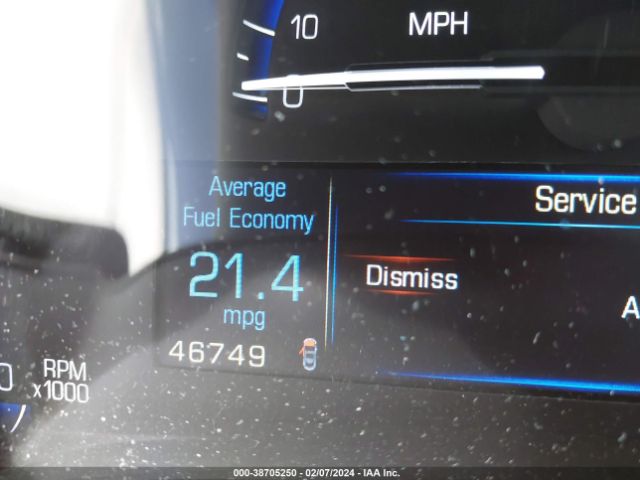 10
MPH
0
Average
Fuel Economy
Service
21.4
Dismiss
mpg
A
46749
0
RPM
x1000
000-38705250 - 02/07/2024 - IAA Inc.